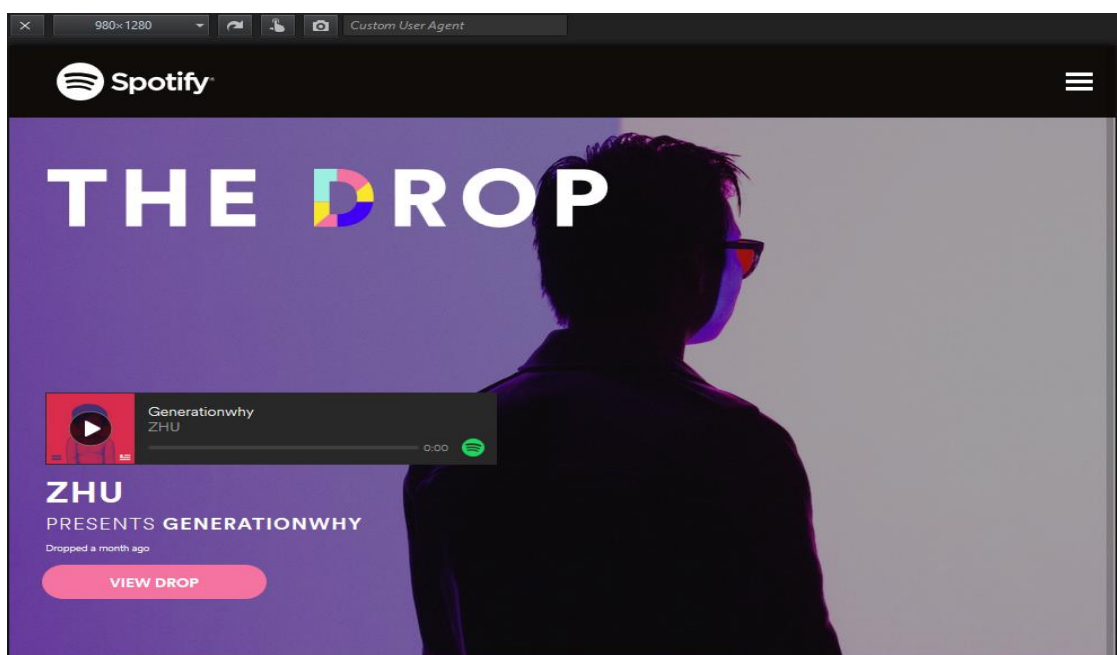 980×1280
Custom User Agent
Spotify
THE DROP
Generationwhy
ZHU
0:00
ZHU
PRESENTS GENERATIONWHY
Dropped a month ago
VIEW DROP